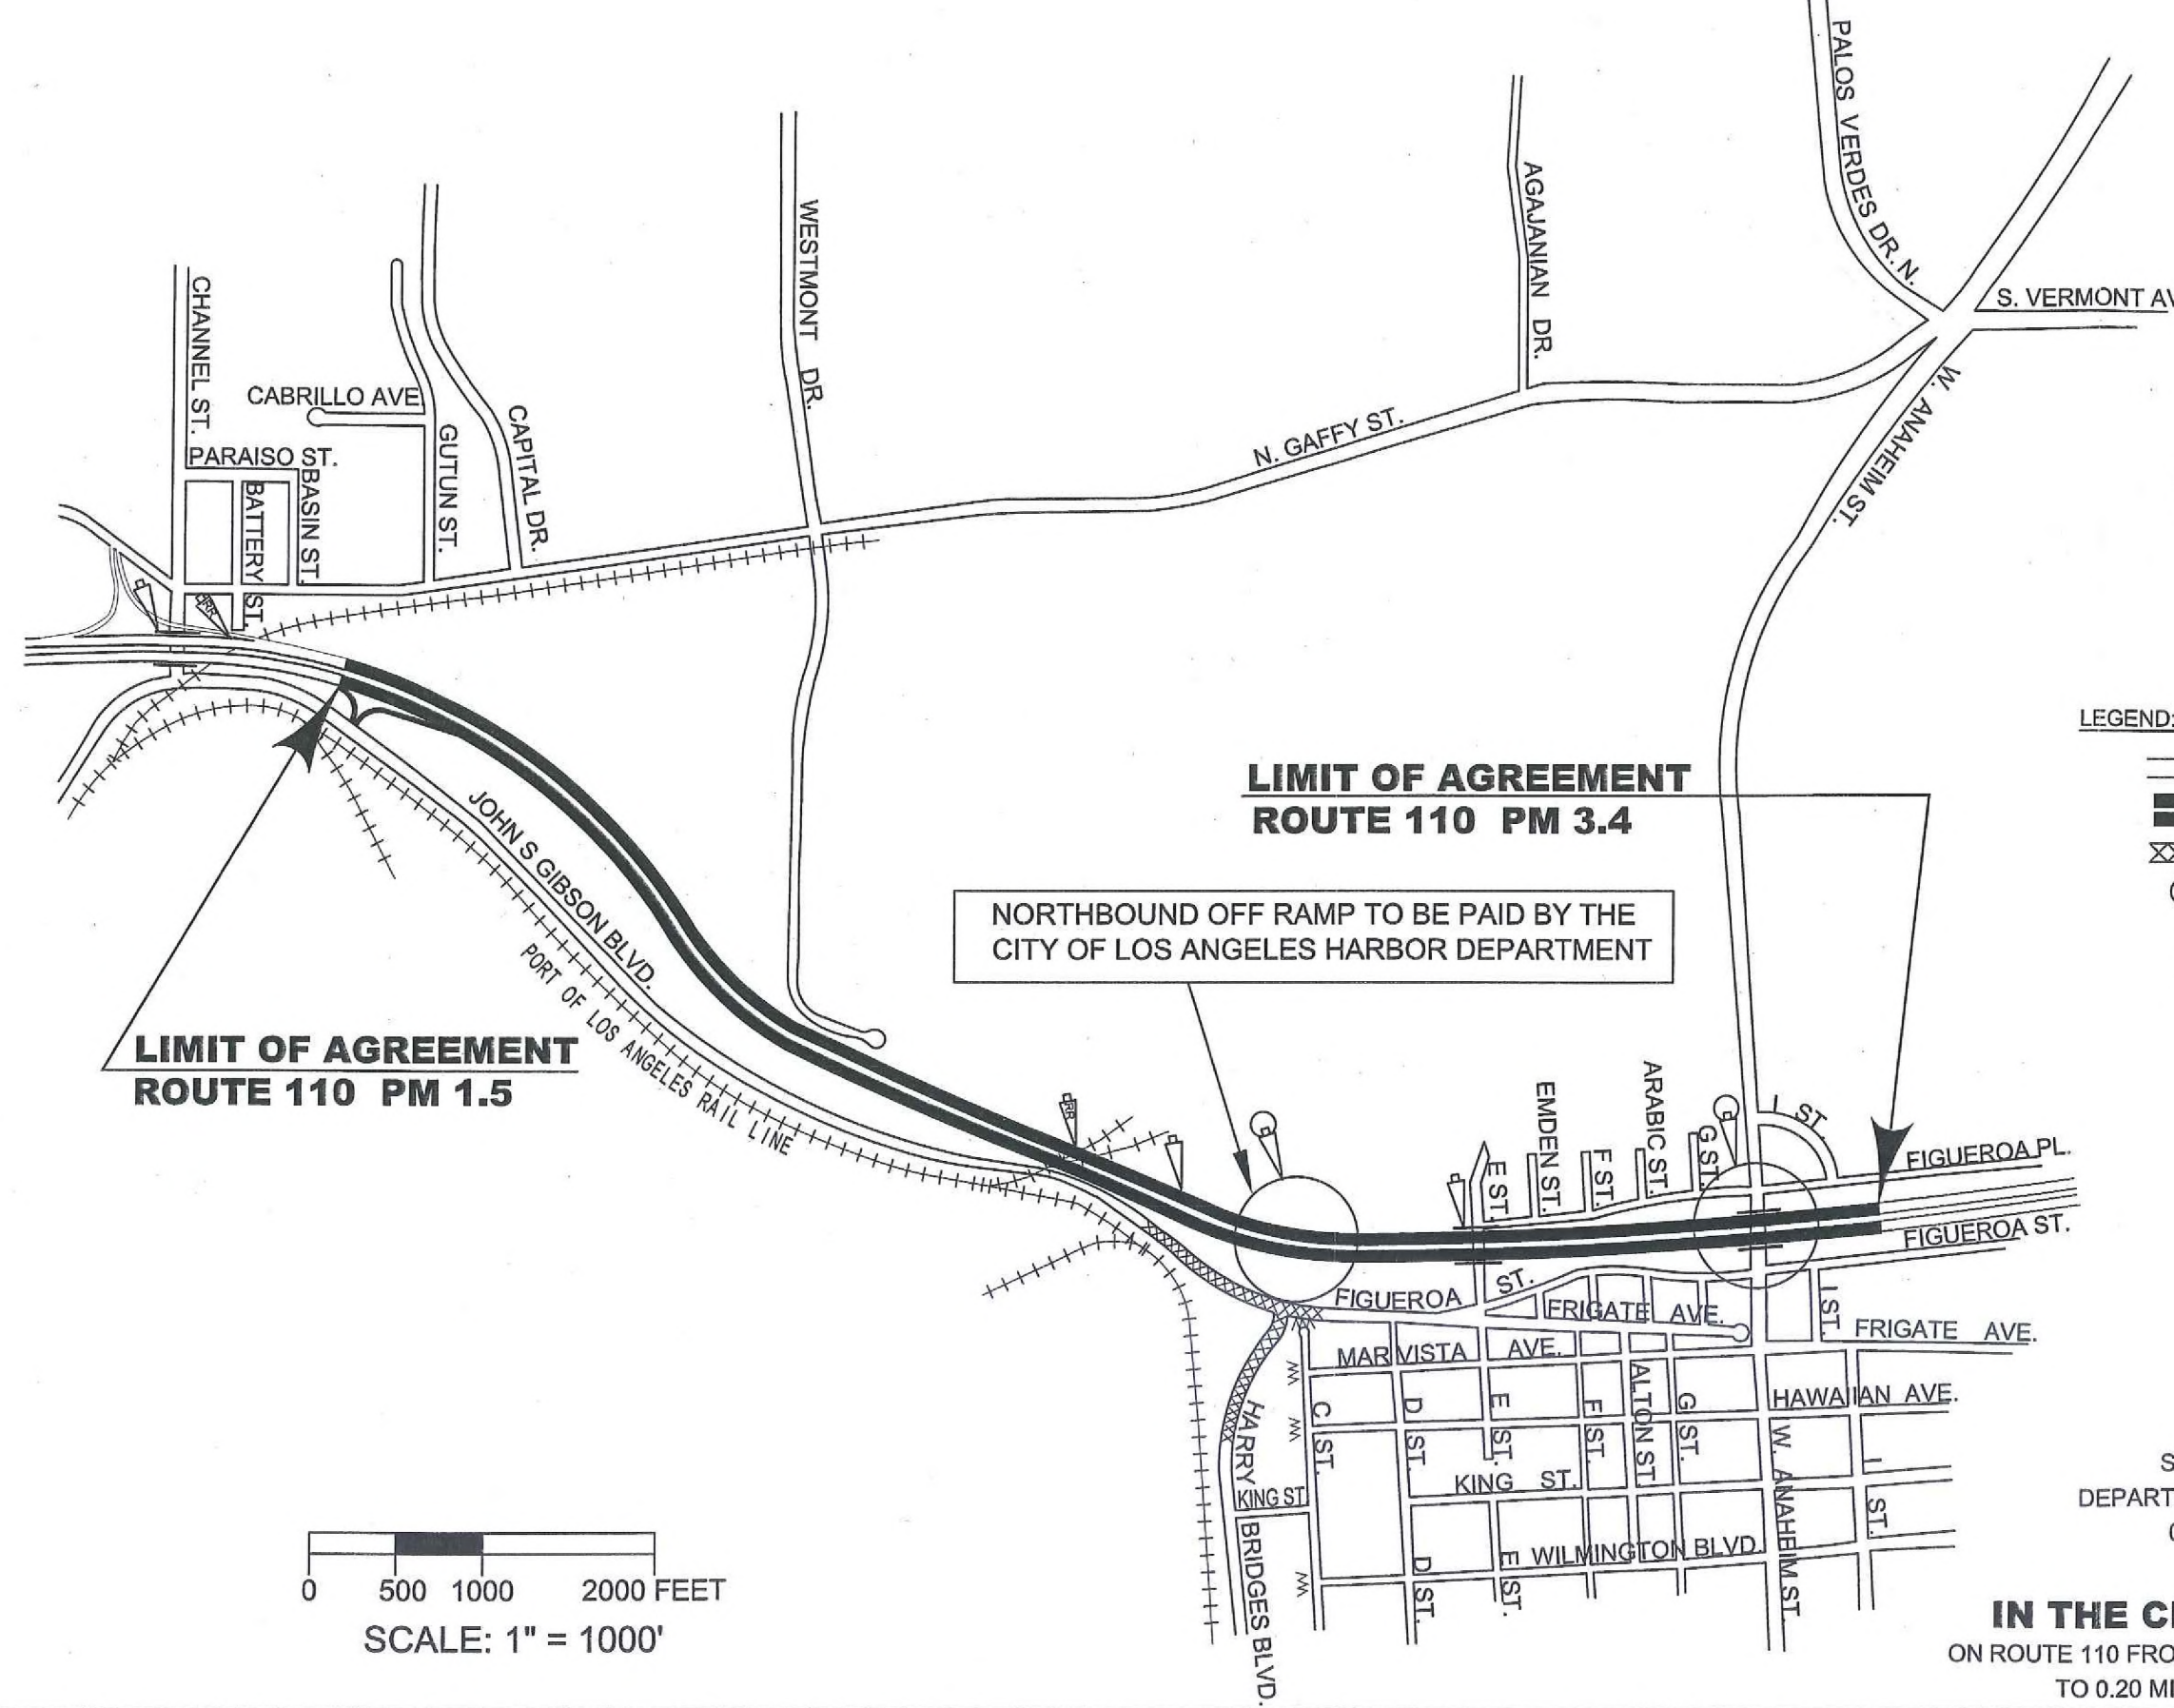 PALOS VERDES DR. N.
AGAJANIAN DR.
WESTMONT DR.
CHANNEL ST.
S. VERMONT AV
CABRILLO AVE
GUTUN ST.
CAPITAL DR.
W. ANAHEIM ST.
N. GAFFY ST.
PARAISO ST.
BATTERY ST.
BASIN ST.
RR
LEGEND:
LIMIT OF AGREEMENT
ROUTE 110 PM 3.4
JOHN S GIBSON BLVD.
PORT OF LOS ANGELES RAIL LINE
NORTHBOUND OFF RAMP TO BE PAID BY THE
CITY OF LOS ANGELES HARBOR DEPARTMENT
LIMIT OF AGREEMENT
ROUTE 110 PM 1.5
RR
E ST.
EMDEN ST.
F ST.
ARABIC ST.
G ST.
I ST.
FIGUEROA PL.
FIGUEROA ST.
FIGUEROA ST.
FRIGATE AVE.
I ST.
FRIGATE AVE.
MAR VISTA AVE.
HAWAIIAN AVE.
C ST.
D ST.
E ST.
F ST.
ALTON ST.
G ST.
W. ANAHEIM ST.
I ST.
KING ST.
KING ST
HARRY BRIDGES BLVD.
WILMINGTON BLVD.
D ST.
E ST.
0 500 1000 2000 FEET
SCALE: 1" = 1000'
S
DEPART
IN THE C
ON ROUTE 110 FRO
TO 0.20 MI